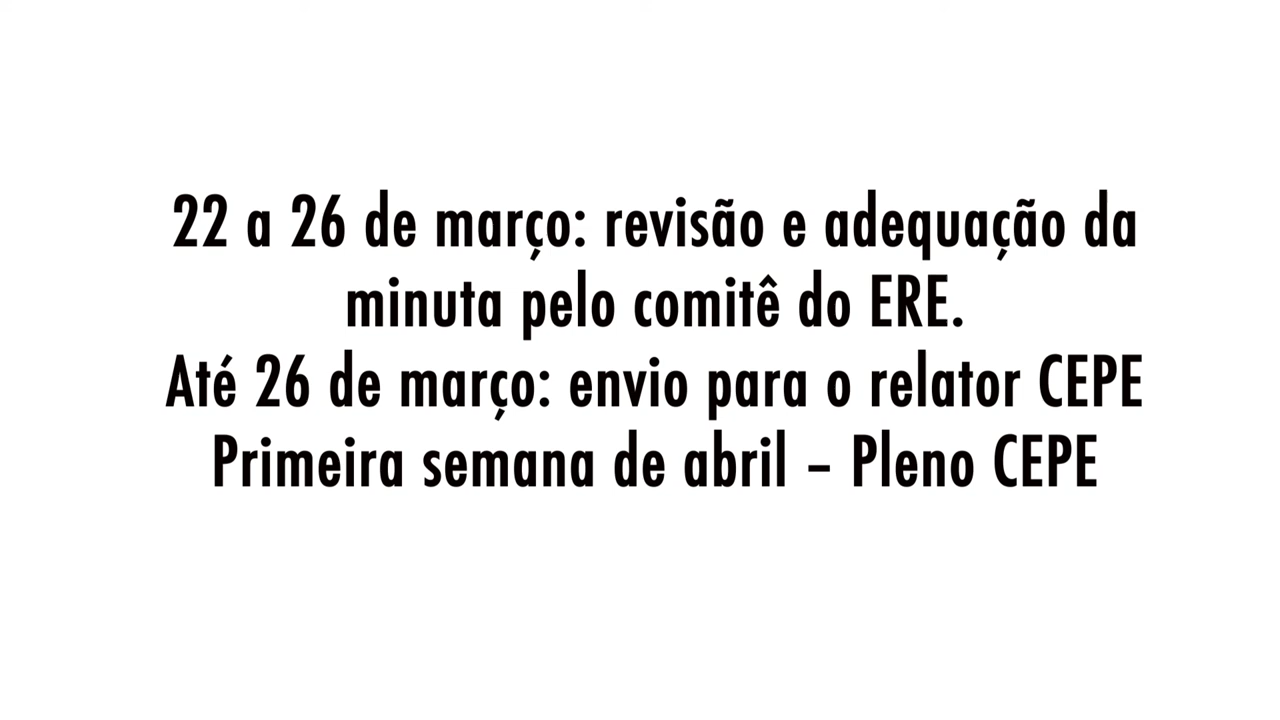 22 a 26 de março: revisão e adequação da
minuta pelo comitê do ERE.
Até 26 de março: envio para o relator CEPE
Primeira semana de abril – Pleno CEPE